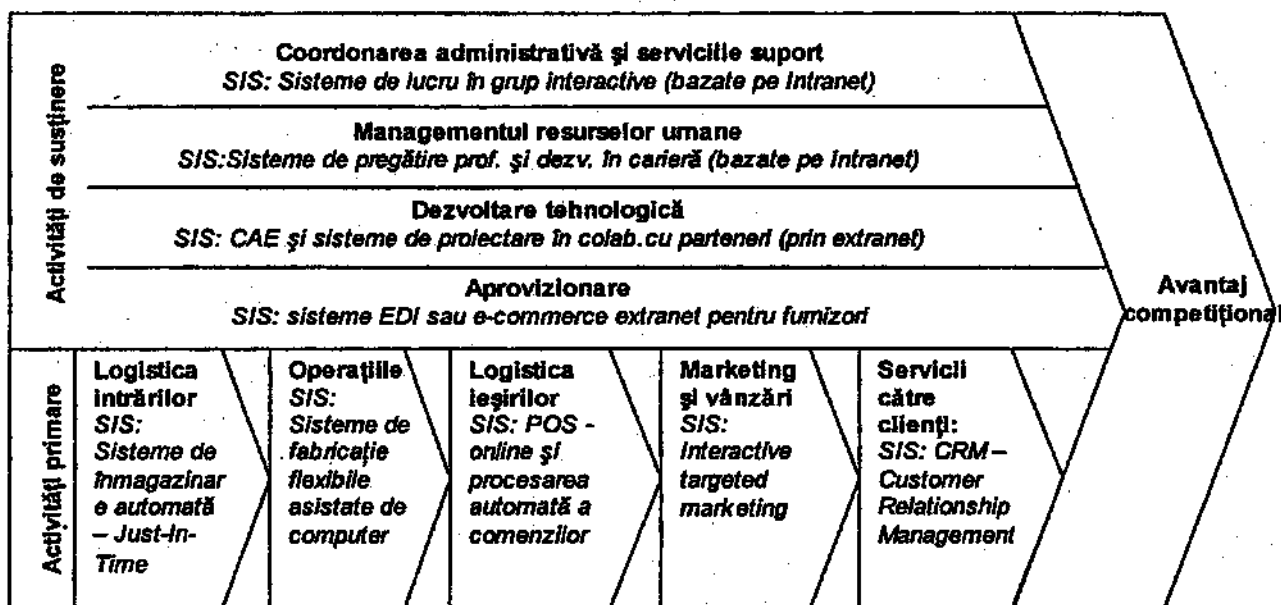 Activități de susținere
Coordonarea administrativă și serviciile suport
SIS: Sisteme de lucru în grup interactive (bazate pe Intranet)
Managementul resurselor umane
SIS:Sisteme de pregătire prof. și dezv. în carieră (bazate pe Intranet)
Dezvoltare tehnologică
SIS: CAE și sisteme de proiectare în colab.cu parteneri (prin extranet)
Aprovizionare
SIS: sisteme EDI sau e-commerce extranet pentru furnizori
Avantaj
competițional
Activități primare
Logistica
intrărilor
SIS:
Sisteme de
înmagazinar
e automată
– Just-In-
Time
Operațiile
SIS:
Sisteme de
fabricație
flexibile
asistate de
computer
Logistica
ieșirilor
SIS: POS -
online și
procesarea
automată a
comenzilor
Marketing
și vânzări
SIS:
Interactive
targeted
marketing
Servicii
către
clienți:
SIS: CRM –
Customer
Relationship
Management